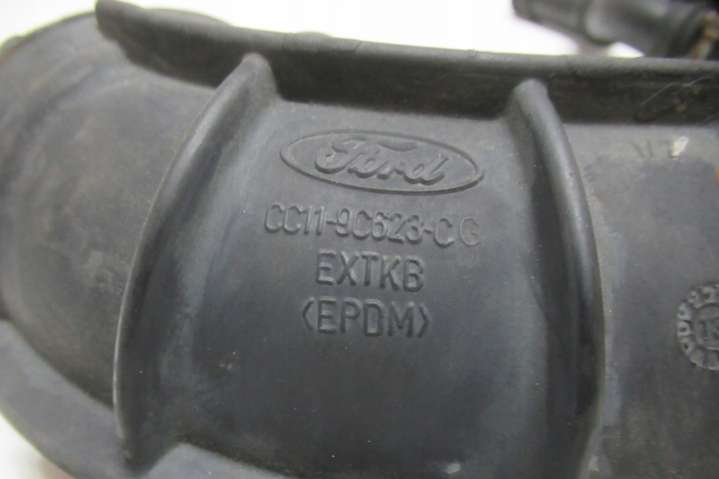 Ford
CC11-9C623-CG
EXTKB
<EPDM>